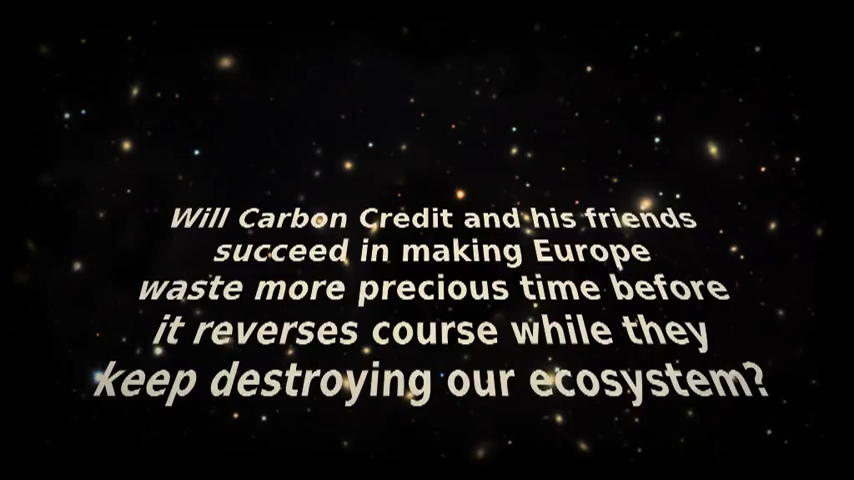 Will Carbon Credit and his friends
succeed in making Europe
waste more precious time before
it reverses course while they
keep destroying our ecosystem?